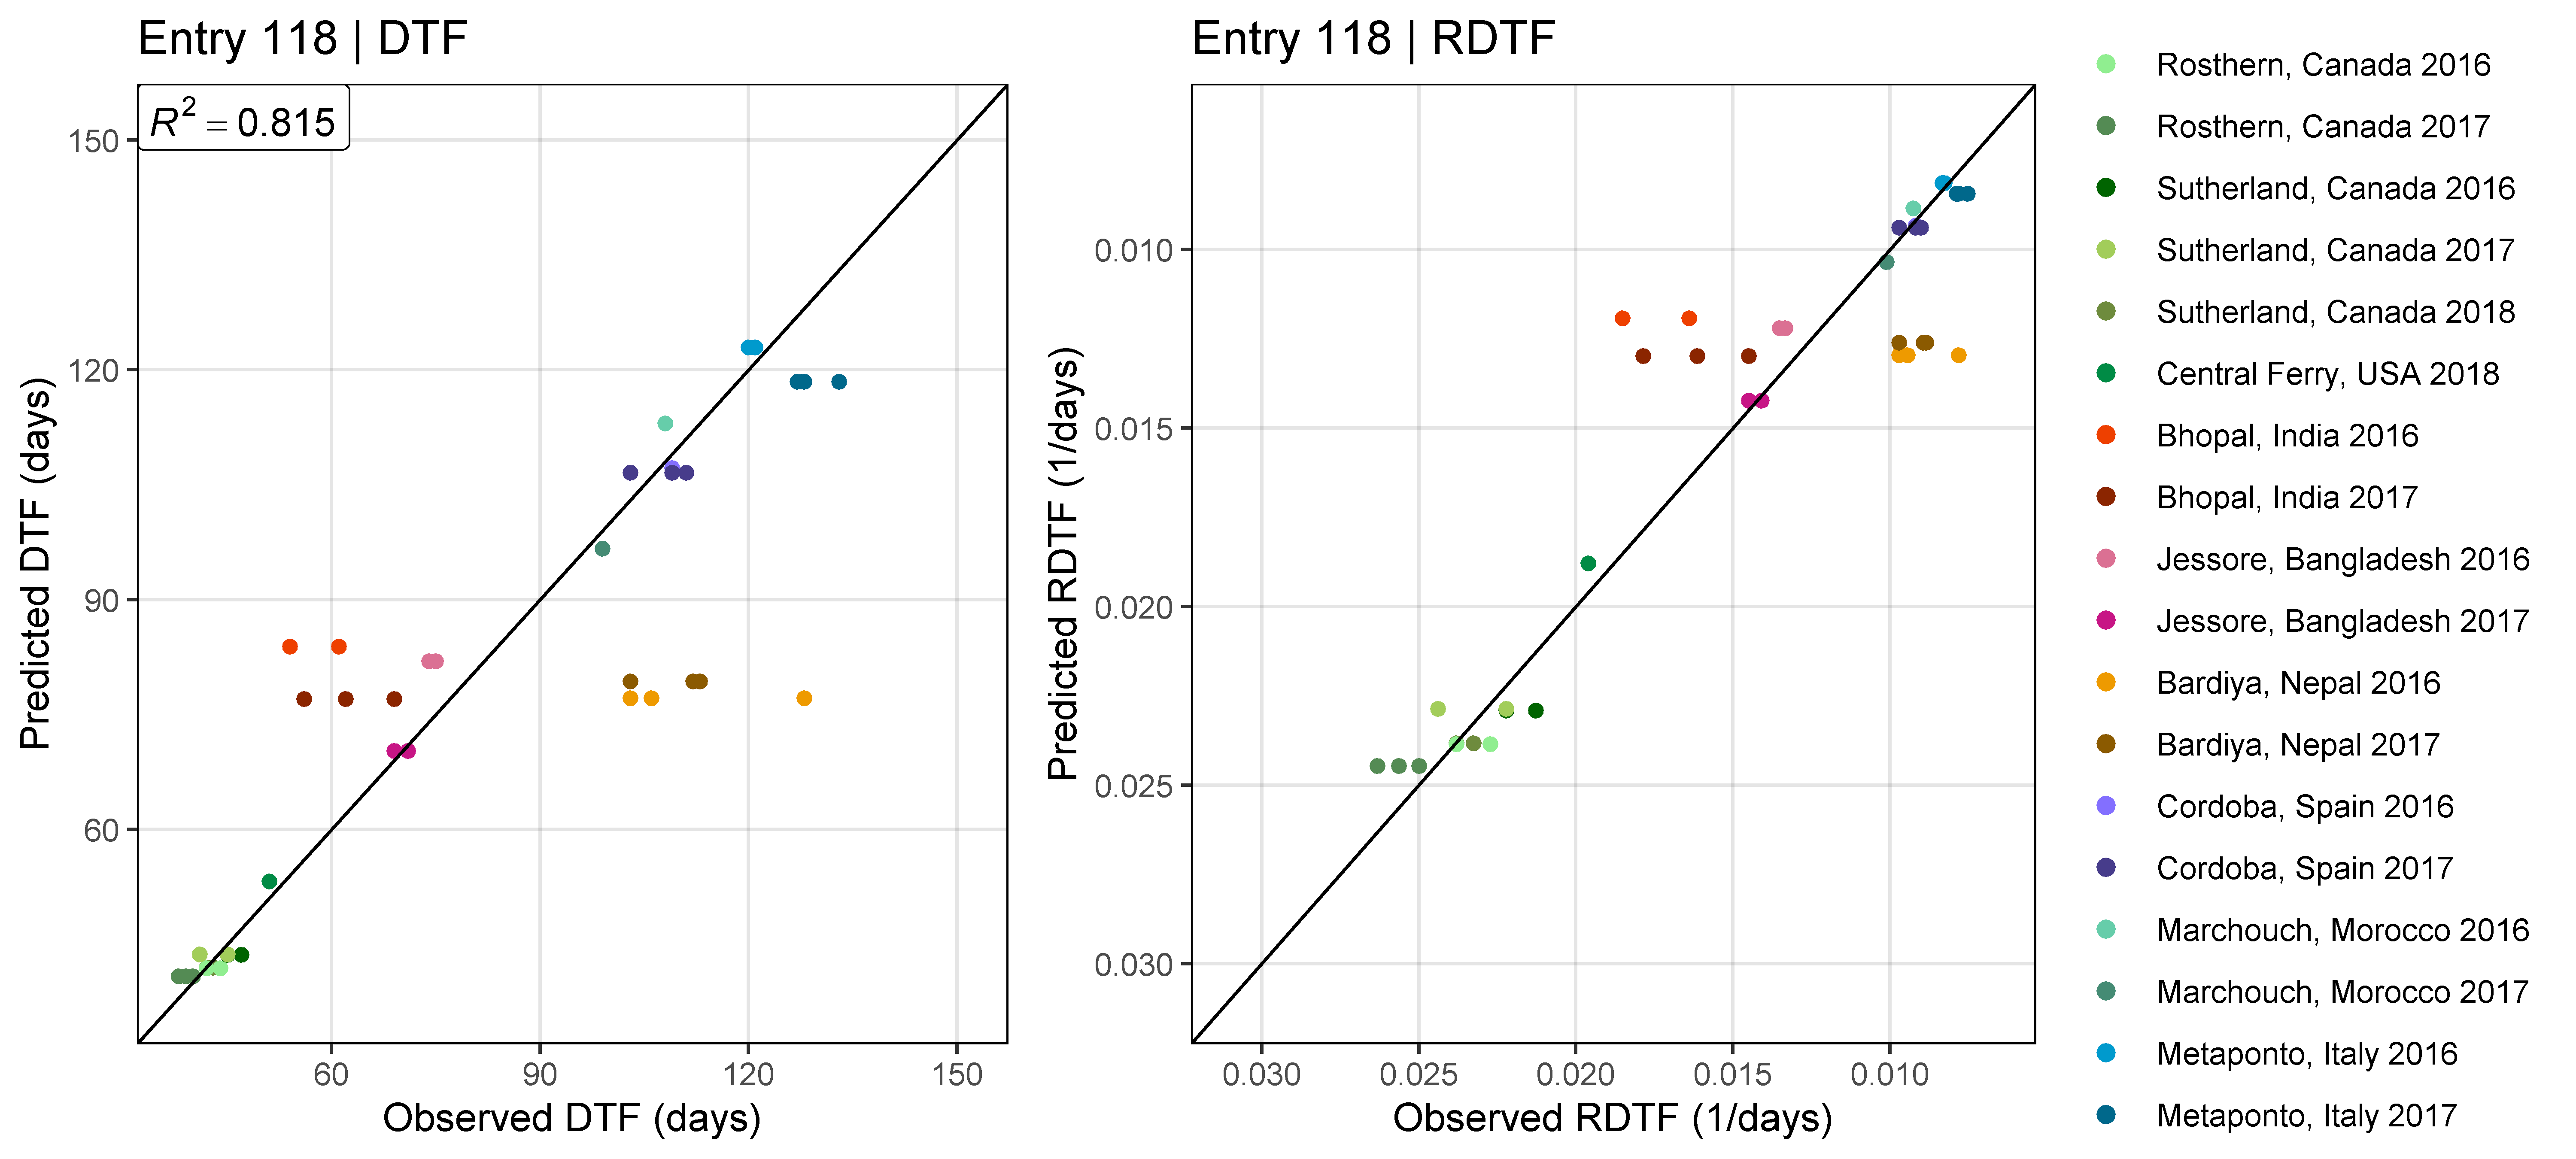 Entry 118 | DTF
R² = 0.815
150
120
90
60
60
90
120
150
Predicted DTF (days)
Observed DTF (days)
Entry 118 | RDTF
0.010
0.015
0.020
0.025
0.030
0.030
0.025
0.020
0.015
0.010
Predicted RDTF (1/days)
Observed RDTF (1/days)
Rosthern, Canada 2016
Rosthern, Canada 2017
Sutherland, Canada 2016
Sutherland, Canada 2017
Sutherland, Canada 2018
Central Ferry, USA 2018
Bhopal, India 2016
Bhopal, India 2017
Jessore, Bangladesh 2016
Jessore, Bangladesh 2017
Bardiya, Nepal 2016
Bardiya, Nepal 2017
Cordoba, Spain 2016
Cordoba, Spain 2017
Marchouch, Morocco 2016
Marchouch, Morocco 2017
Metaponto, Italy 2016
Metaponto, Italy 2017